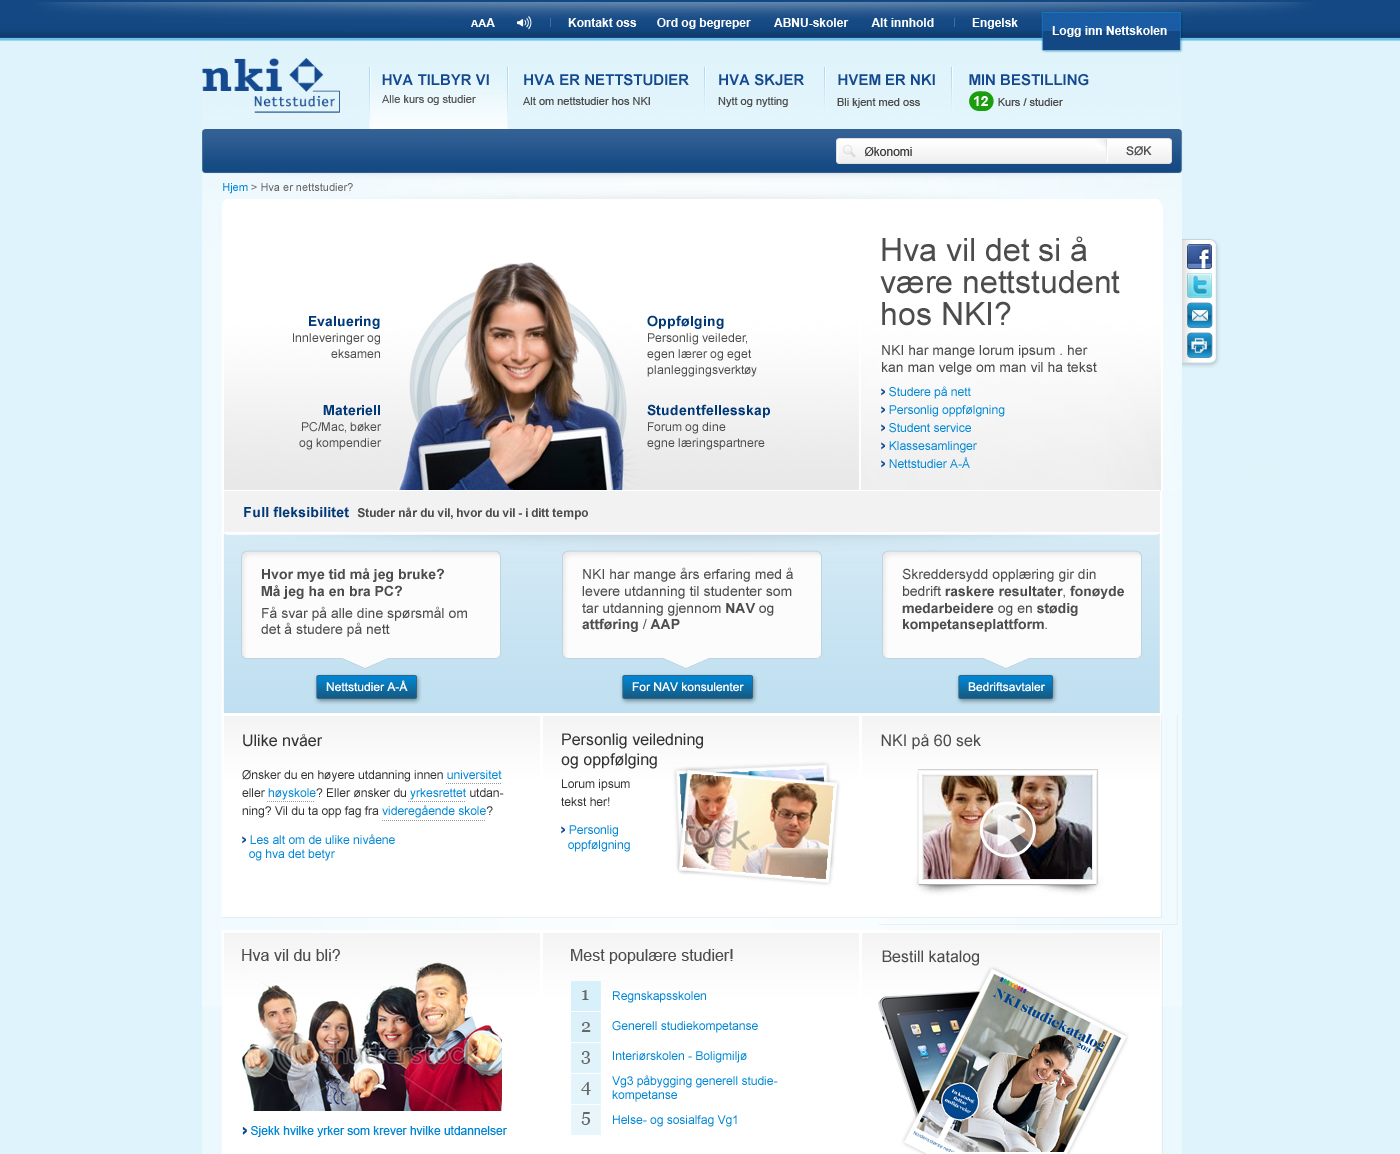 AAA Kontakt oss Ord og begreper ABNU-skoler Alt innhold Engelsk Logg inn Nettskolen
nki
Nettstudier
HVA TILBYR VI HVA ER NETTSTUDIER HVA SKJER HVEM ER NKI MIN BESTILLING
Alle kurs og studier Alt om nettstudier hos NKI Nytt og nytting Bli kjent med oss 12 Kurs / studier
Økonomi SØK
Hjem > Hva er nettstudier?
Evaluering
Innleveringer og
eksamen
Materiell
PC/Mac, bøker
og kompendier
Oppfølging
Personlig veileder,
egen lærer og eget
planleggingsverktøy
Studentfellesskap
Forum og dine
egne læringspartnere
Hva vil det si å
være nettstudent
hos NKI?
NKI har mange lorum ipsum . her
kan man velge om man vil ha tekst
Studere på nett
Personlig oppfølgning
Student service
Klassesamlinger
Nettstudier A-Å
Full fleksibilitet Studer når du vil, hvor du vil - i ditt tempo
Hvor mye tid må jeg bruke?
Må jeg ha en bra PC?
Få svar på alle dine spørsmål om
det å studere på nett
Nettstudier A-Å
NKI har mange års erfaring med å
levere utdanning til studenter som
tar utdanning gjennom NAV og
attføring / AAP
For NAV konsulenter
Skreddersydd opplæring gir din
bedrift raskere resultater, fonøyde
medarbeidere og en stødig
kompetanseplattform.
Bedriftsavtaler
Ulike nvåer
Ønsker du en høyere utdanning innen universitet
eller høyskole? Eller ønsker du yrkesrettet utdan-
ning? Vil du ta opp fag fra videregående skole?
Les alt om de ulike nivåene
og hva det betyr
Personlig veiledning
og oppfølging
Lorum ipsum
tekst her!
Personlig
oppfølgning
tock.
NKI på 60 sek
Hva vil du bli?
shutterstock
Sjekk hvilke yrker som krever hvilke utdannelser
Mest populære studier!
1 Regnskapsskolen
2 Generell studiekompetanse
3 Interiørskolen - Boligmiljø
4 Vg3 påbygging generell studie-
kompetanse
5 Helse- og sosialfag Vg1
Bestill katalog
NKI studiekatalog
2011